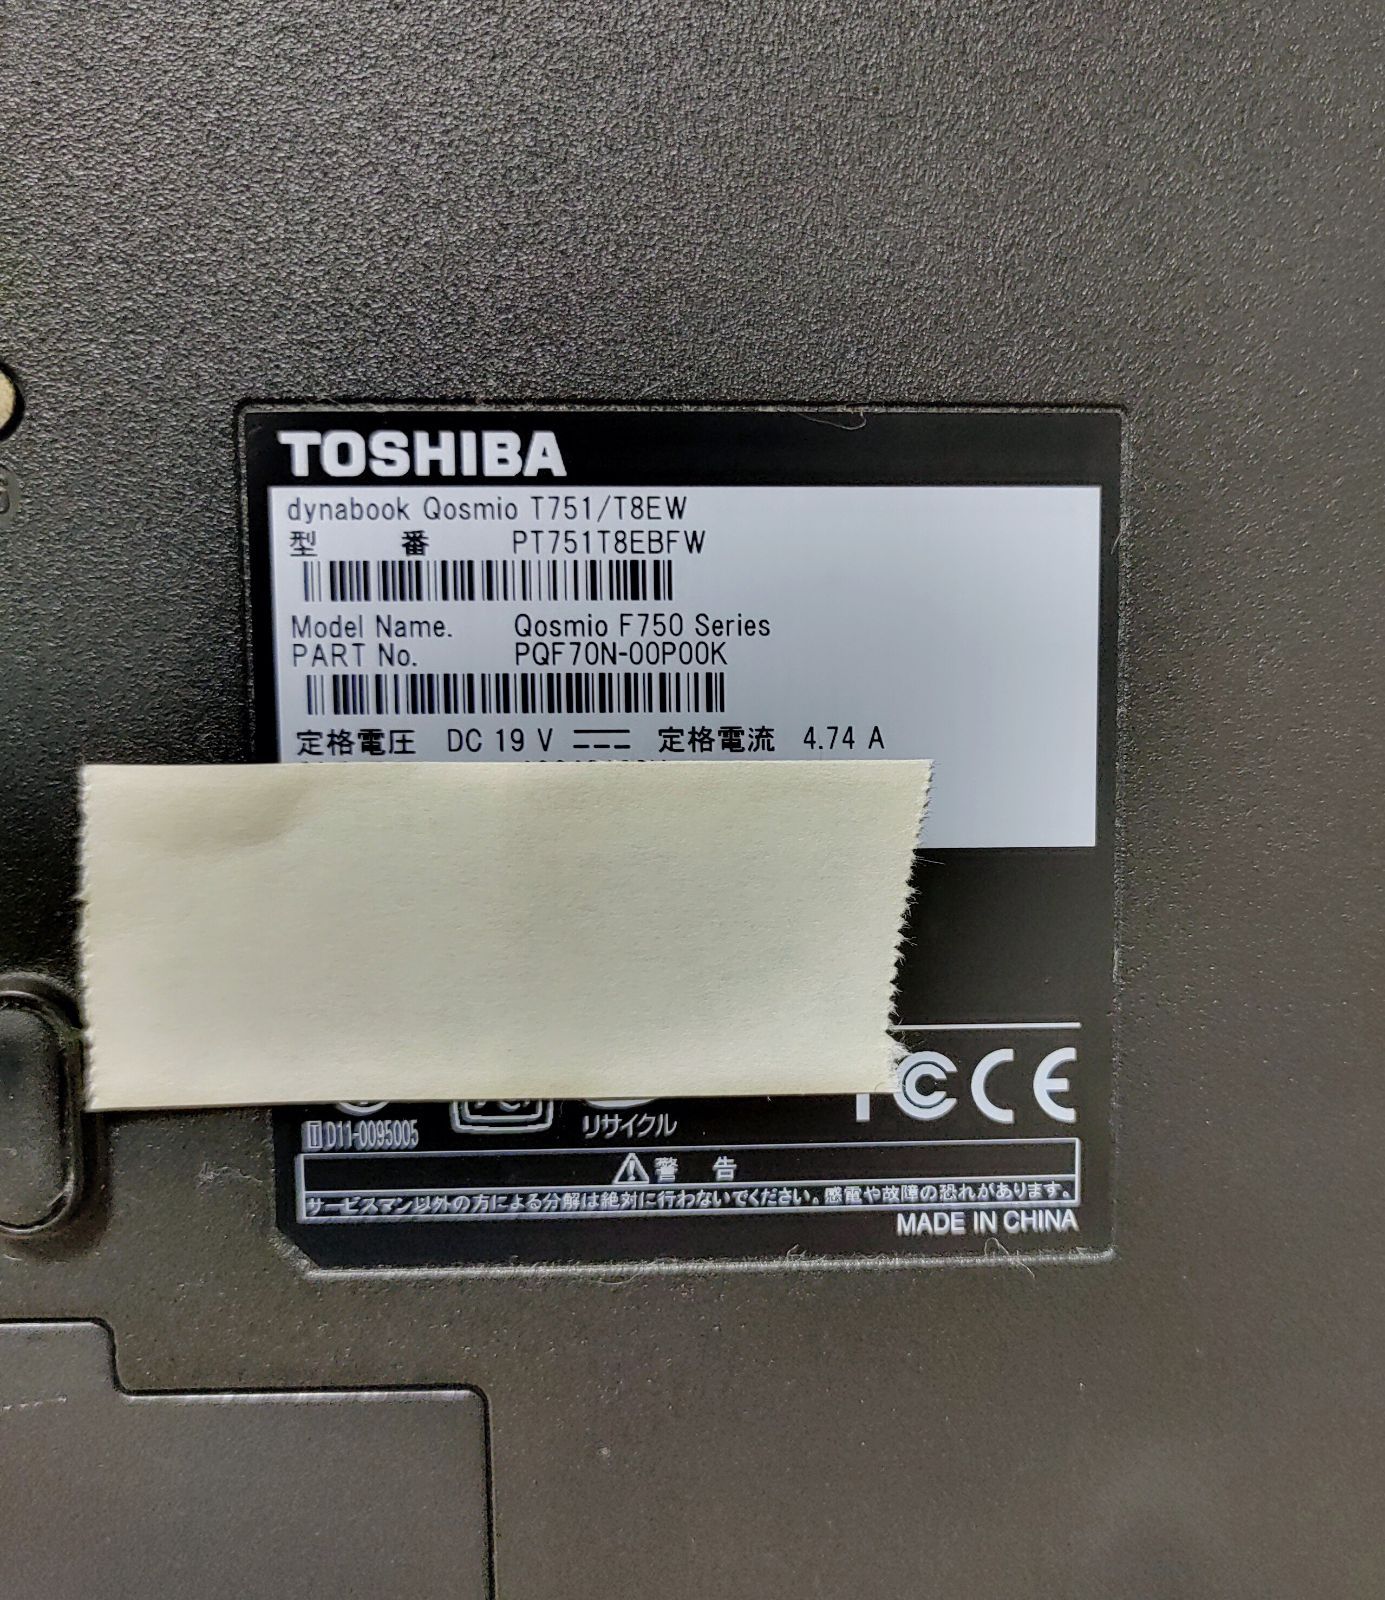 TOSHIBA
dynabook Qosmio T751/T8EW
型 番 PT751T8EBFW
Model Name. Qosmio F750 Series
PART No. PQF70N-00P00K
定格電圧 DC 19 V 定格電流 4.74 A
リサイクル
D11-0095005
警 告
サービスマン以外の方による分解は絶対に行わないでください。感電や故障の恐れがあります。
MADE IN CHINA